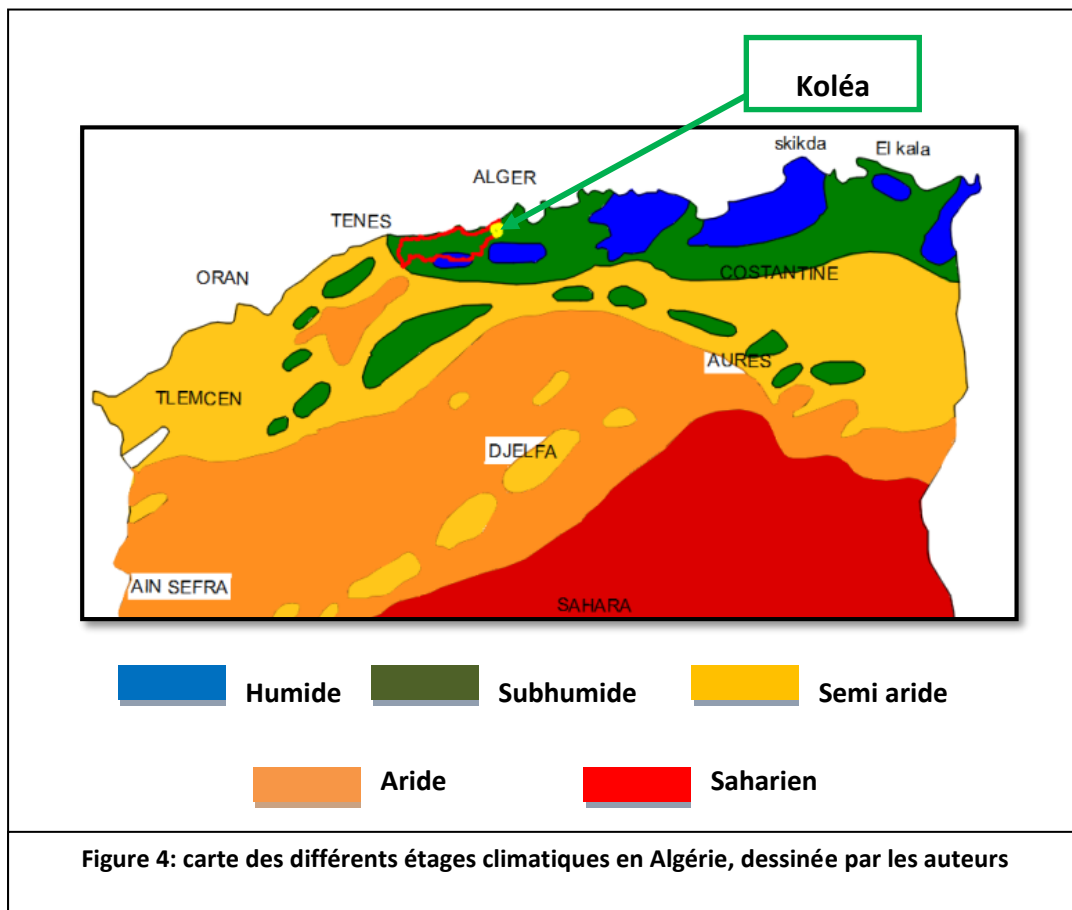 Koléa
skikda
El kala
ALGER
TENES
ORAN
COSTANTINE
AURES
TLEMCEN
DJELFA
AIN SEFRA
SAHARA
Humide
Subhumide
Semi aride
Aride
Saharien
Figure 4: carte des différents étages climatiques en Algérie, dessinée par les auteurs